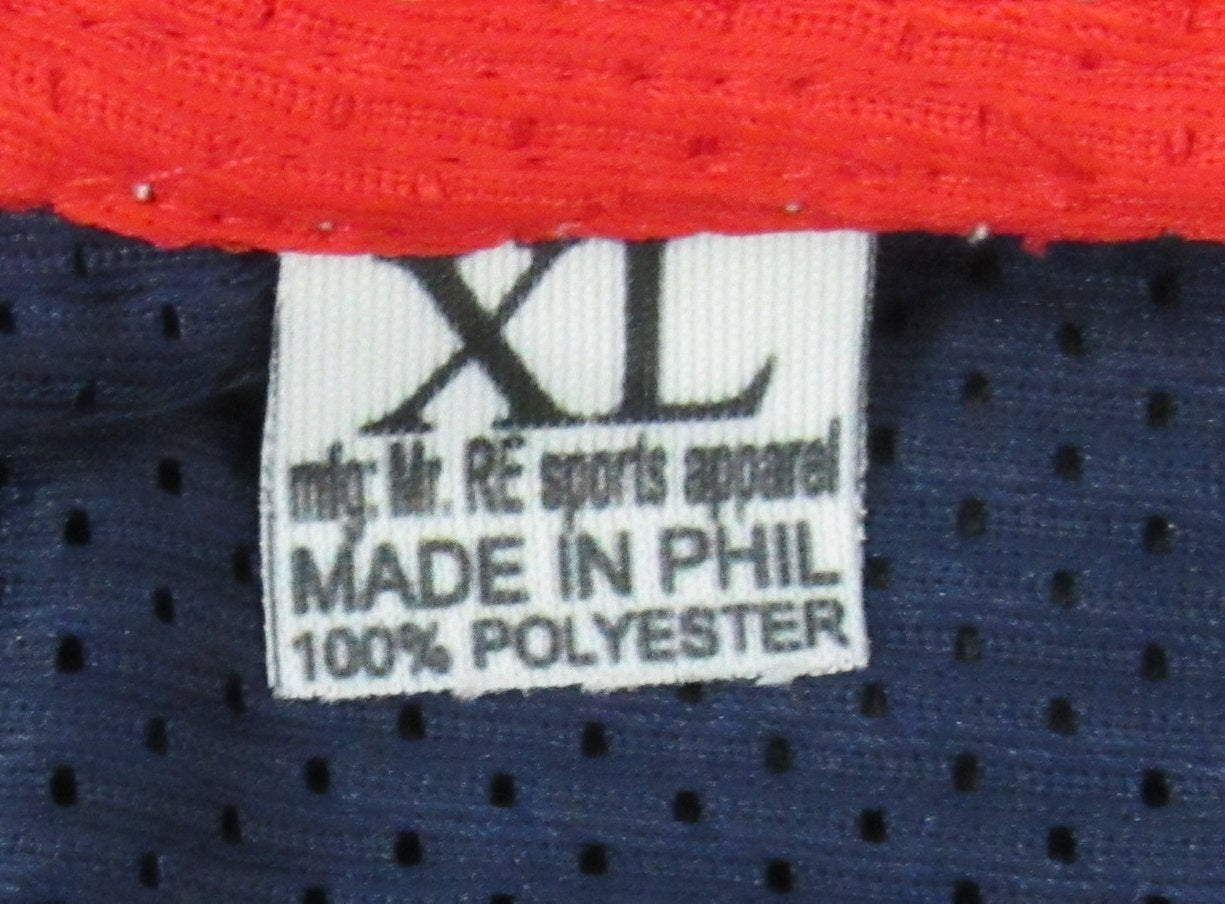 XL
mfg: Mr. RE sports apparel
MADE IN PHIL
100% POLYESTER